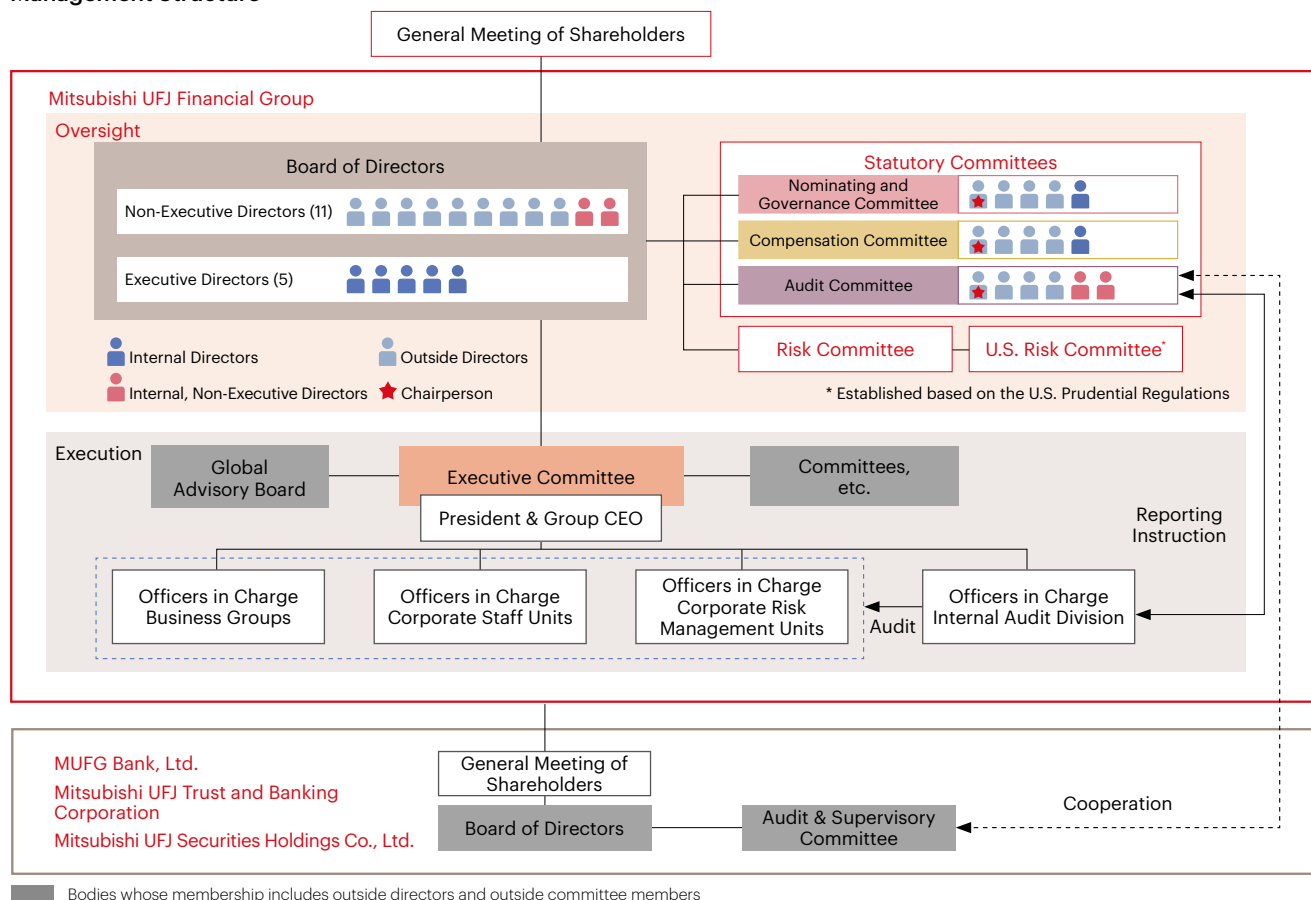 General Meeting of Shareholders
Mitsubishi UFJ Financial Group
Oversight
Board of Directors
Non-Executive Directors (11)
Executive Directors (5)
Internal Directors
Outside Directors
Internal, Non-Executive Directors
Chairperson
Statutory Committees
Nominating and
Governance Committee
Compensation Committee
Audit Committee
Risk Committee
U.S. Risk Committee*
* Established based on the U.S. Prudential Regulations
Execution
Global
Advisory Board
Executive Committee
Committees,
etc.
President & Group CEO
Reporting
Instruction
Officers in Charge
Business Groups
Officers in Charge
Corporate Staff Units
Officers in Charge
Corporate Risk
Management Units
Audit
Officers in Charge
Internal Audit Division
MUFG Bank, Ltd.
Mitsubishi UFJ Trust and Banking
Corporation
Mitsubishi UFJ Securities Holdings Co., Ltd.
General Meeting of
Shareholders
Board of Directors
Audit & Supervisory
Committee
Cooperation
Bodies whose membership includes outside directors and outside committee members